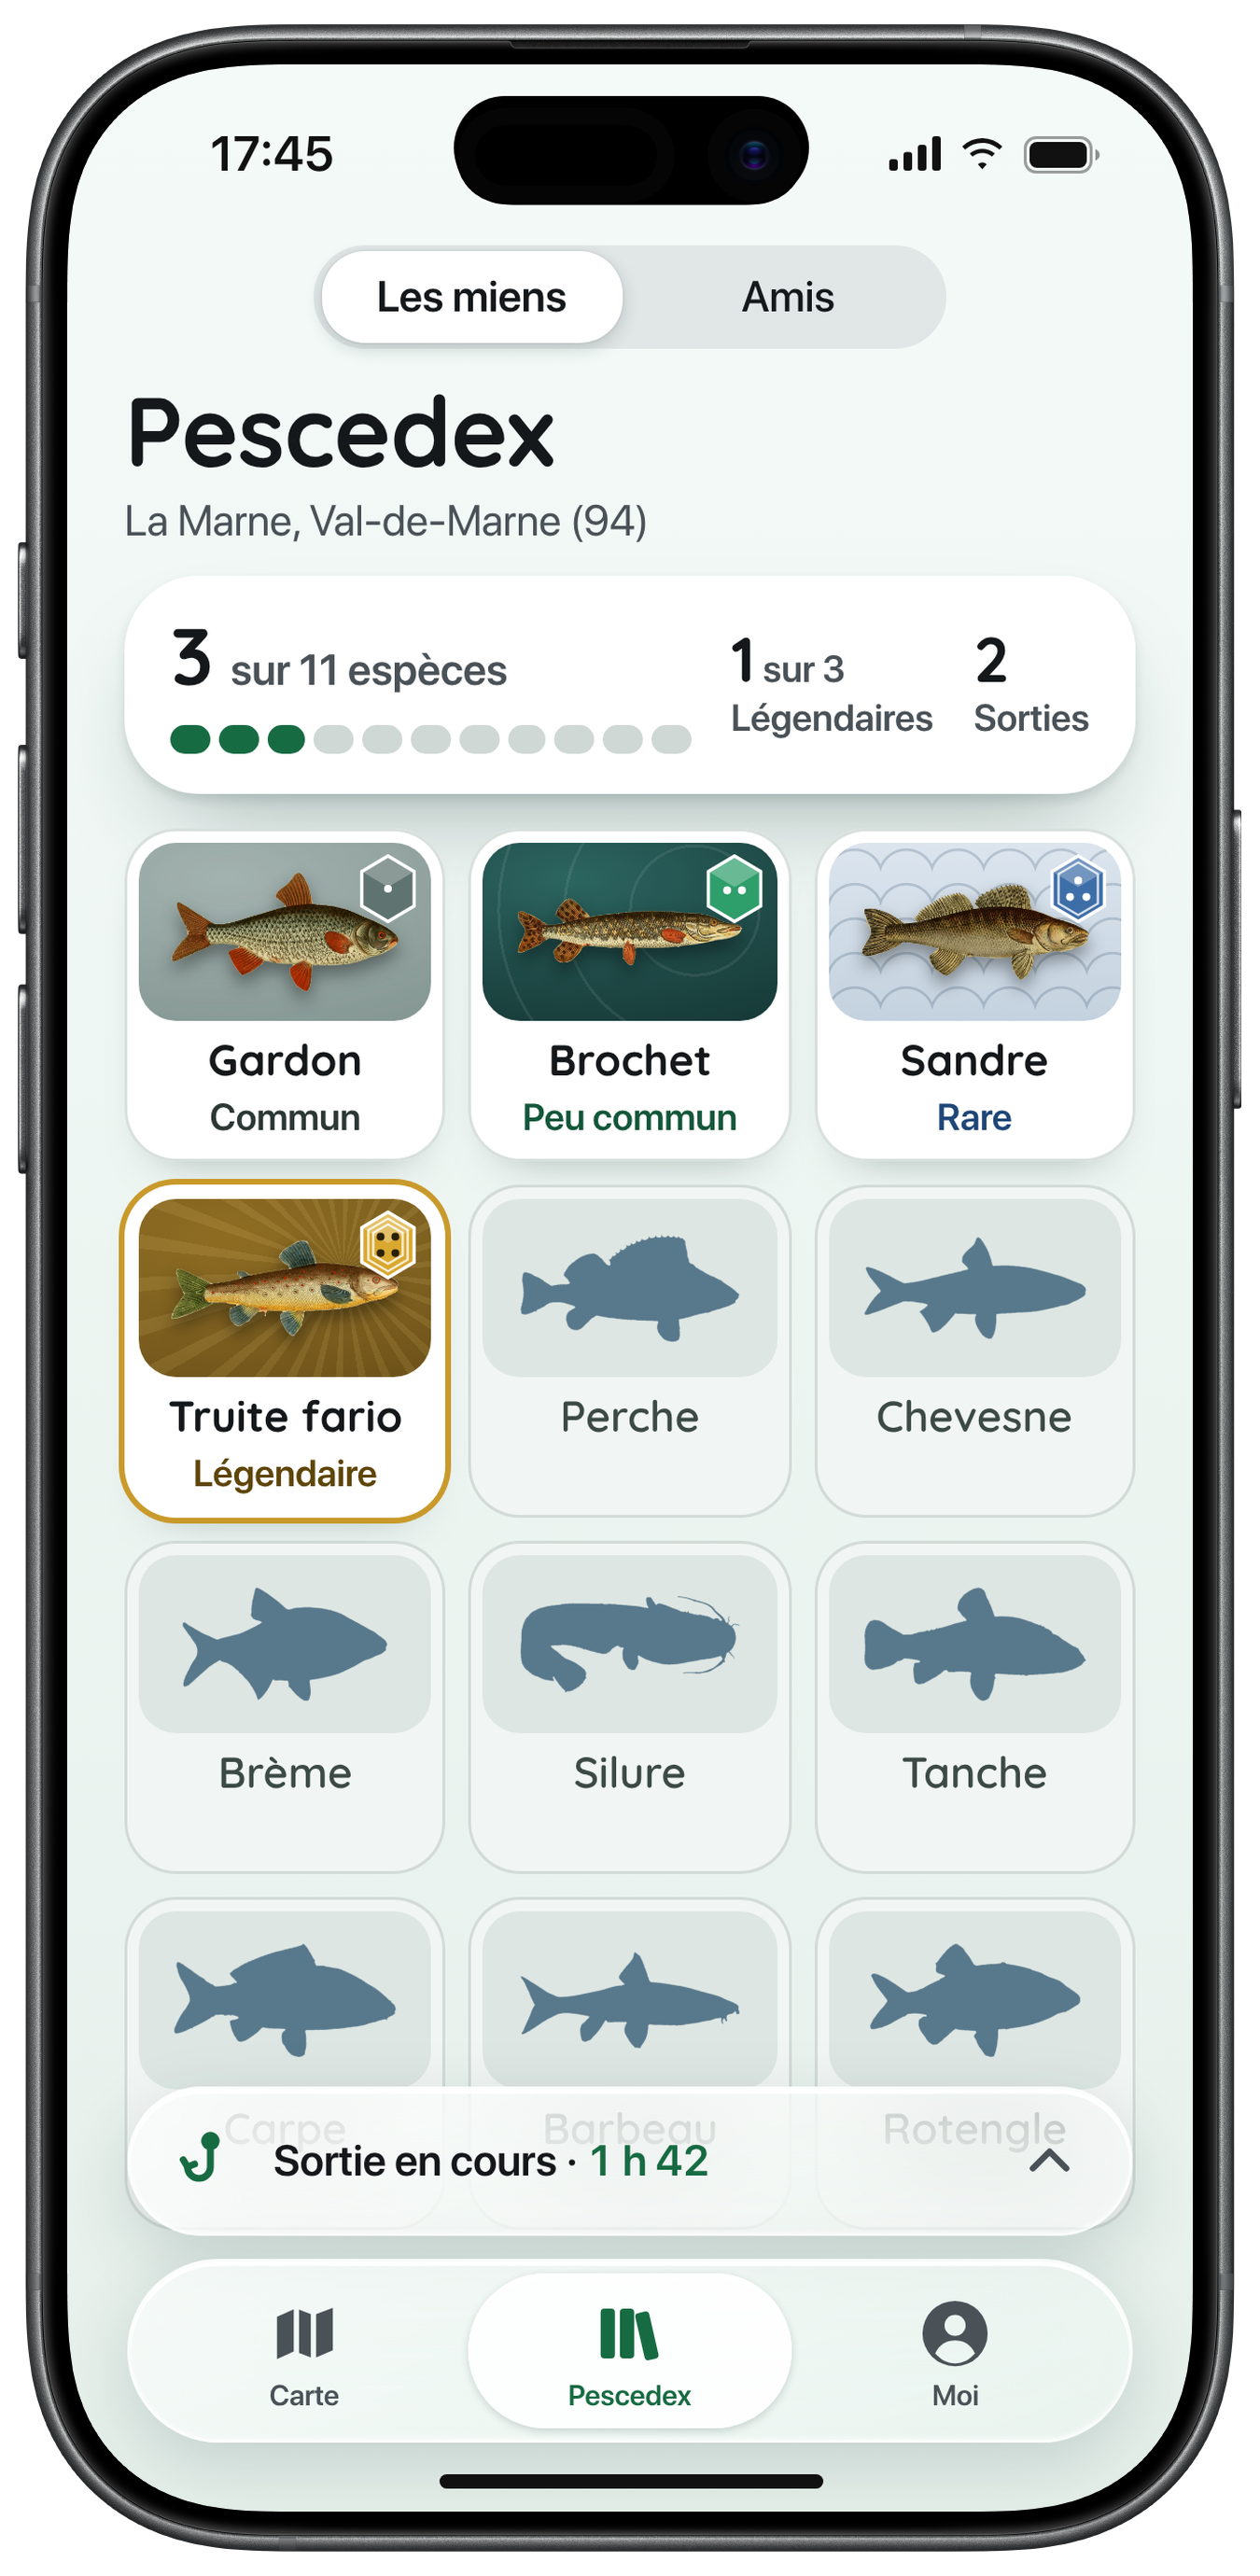 17:45
Les miens
Amis
Pescedex
La Marne, Val-de-Marne (94)
3 sur 11 espèces
1 sur 3
Légendaires
2
Sorties
Gardon
Commun
Brochet
Peu commun
Sandre
Rare
Truite fario
Légendaire
Perche
Chevesne
Brème
Silure
Tanche
Carpe
Barbeau
Rotengle
Sortie en cours · 1 h 42
Carte
Pescedex
Moi